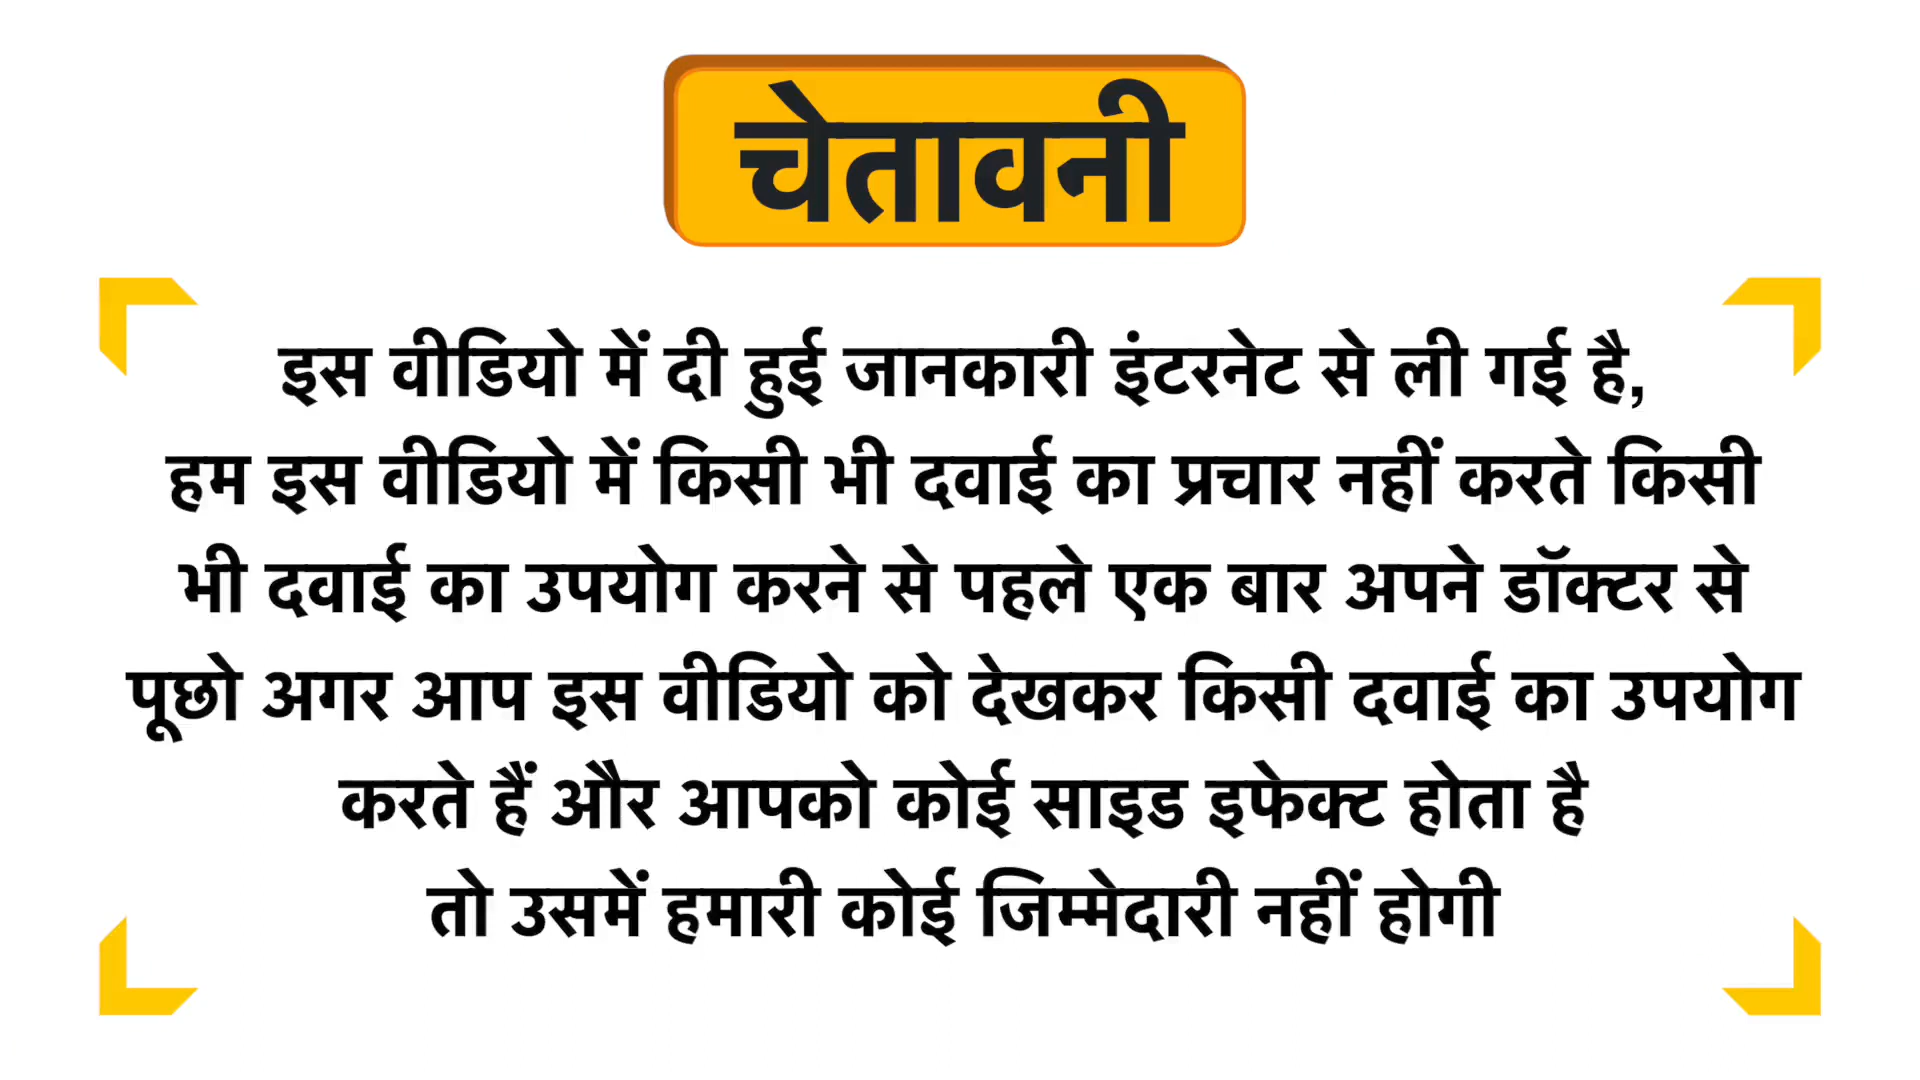 चेतावनी
इस वीडियो में दी हुई जानकारी इंटरनेट से ली गई है,
हम इस वीडियो में किसी भी दवाई का प्रचार नहीं करते किसी
भी दवाई का उपयोग करने से पहले एक बार अपने डॉक्टर से
पूछो अगर आप इस वीडियो को देखकर किसी दवाई का उपयोग
करते हैं और आपको कोई साइड इफेक्ट होता है
तो उसमें हमारी कोई जिम्मेदारी नहीं होगी